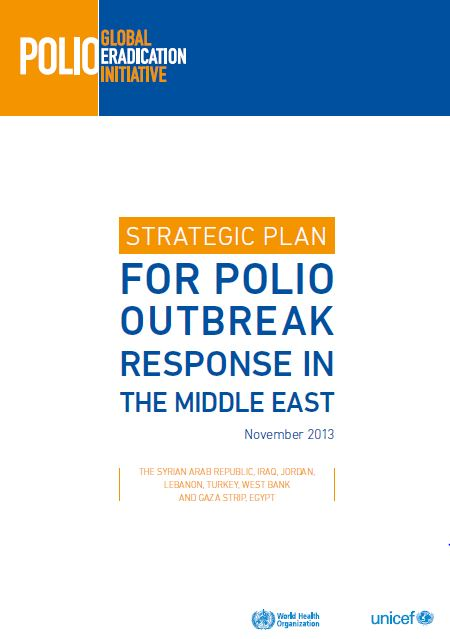 POLIO GLOBAL
ERADICATION
INITIATIVE
STRATEGIC PLAN
FOR POLIO
OUTBREAK
RESPONSE IN
THE MIDDLE EAST
November 2013
THE SYRIAN ARAB REPUBLIC, IRAQ, JORDAN,
LEBANON, TURKEY, WEST BANK
AND GAZA STRIP, EGYPT
World Health
Organization
unicef